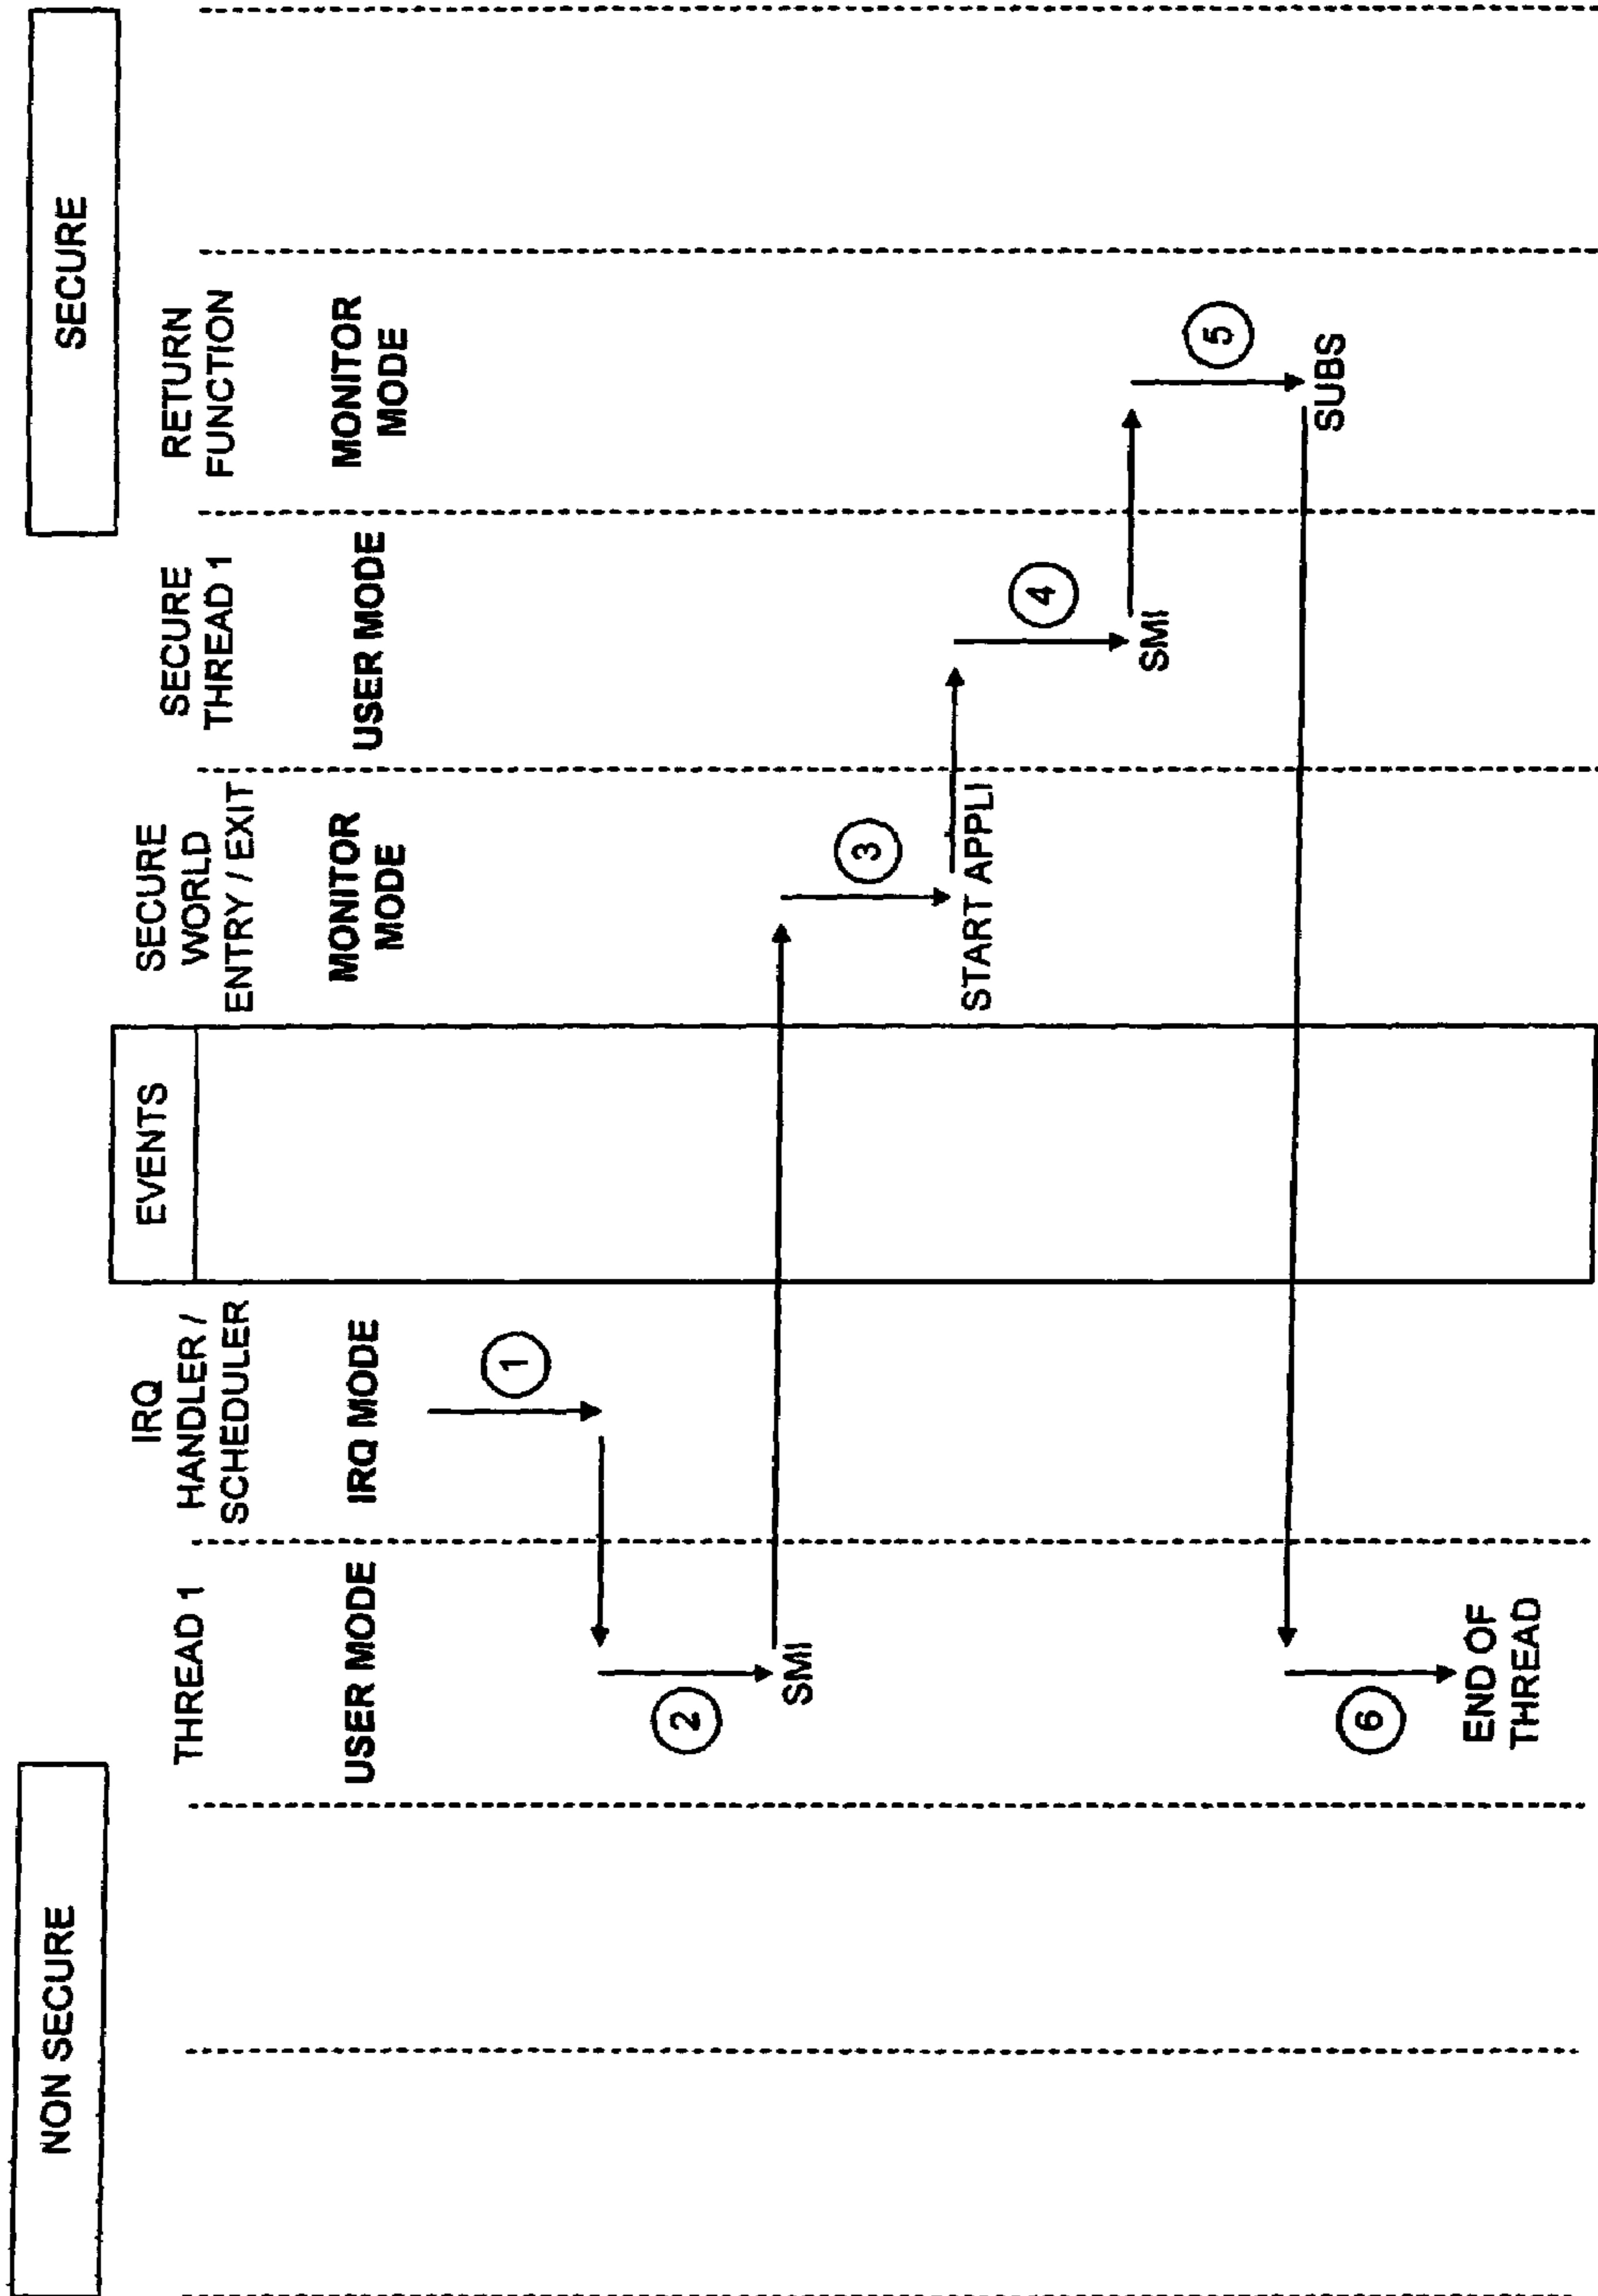 NON SECURE
SECURE
EVENTS
THREAD 1
IRQ
HANDLER /
SCHEDULER
SECURE
WORLD
ENTRY / EXIT
SECURE
THREAD 1
RETURN
FUNCTION
USER MODE
IRQ MODE
MONITOR
MODE
USER MODE
MONITOR
MODE
1
2
SMI
3
START APPLI
4
SMI
5
SUBS
6
END OF
THREAD